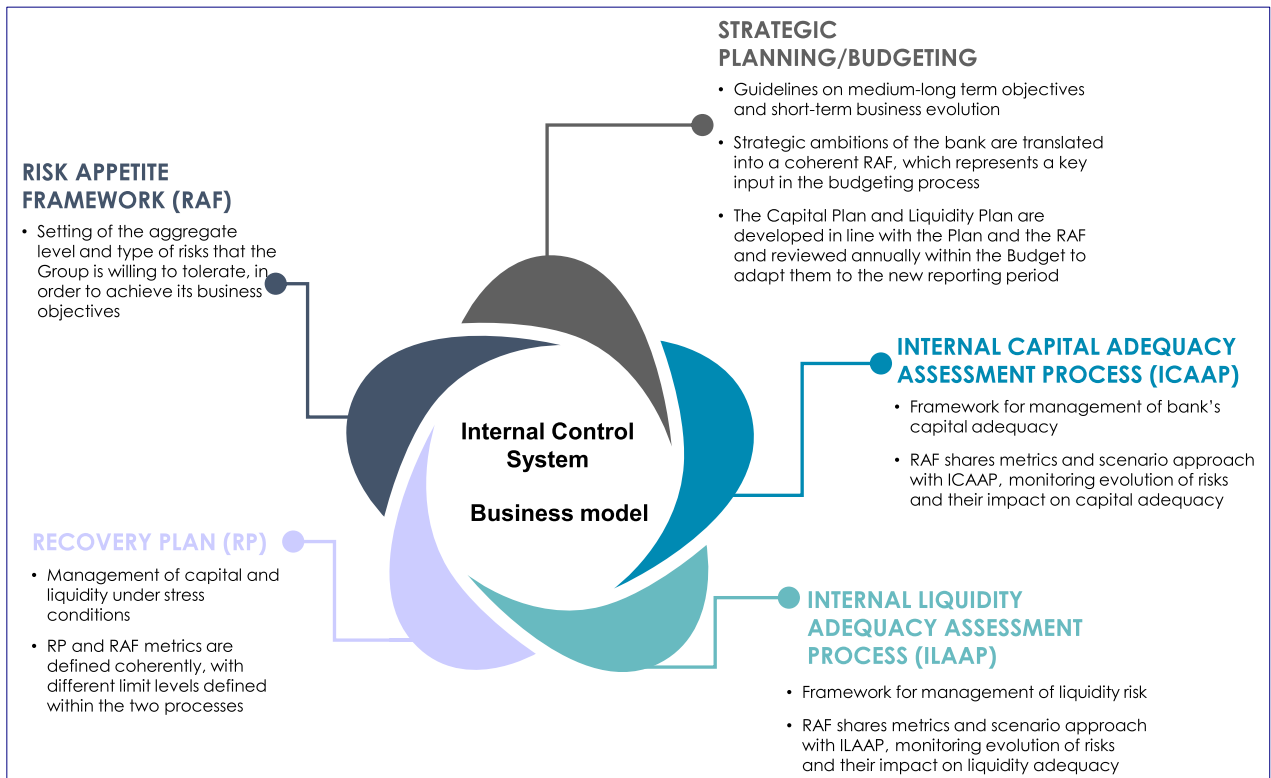 STRATEGIC
PLANNING/BUDGETING
• Guidelines on medium-long term objectives
and short-term business evolution
• Strategic ambitions of the bank are translated
into a coherent RAF, which represents a key
input in the budgeting process
• The Capital Plan and Liquidity Plan are
developed in line with the Plan and the RAF
and reviewed annually within the Budget to
adapt them to the new reporting period
RISK APPETITE
FRAMEWORK (RAF)
• Setting of the aggregate
level and type of risks that the
Group is willing to tolerate, in
order to achieve its business
objectives
INTERNAL CAPITAL ADEQUACY
ASSESSMENT PROCESS (ICAAP)
• Framework for management of bank's
capital adequacy
• RAF shares metrics and scenario approach
with ICAAP, monitoring evolution of risks
and their impact on capital adequacy
Internal Control
System
Business model
RECOVERY PLAN (RP)
• Management of capital and
liquidity under stress
conditions
• RP and RAF metrics are
defined coherently, with
different limit levels defined
within the two processes
INTERNAL LIQUIDITY
ADEQUACY ASSESSMENT
PROCESS (ILAAP)
• Framework for management of liquidity risk
• RAF shares metrics and scenario approach
with ILAAP, monitoring evolution of risks
and their impact on liquidity adequacy